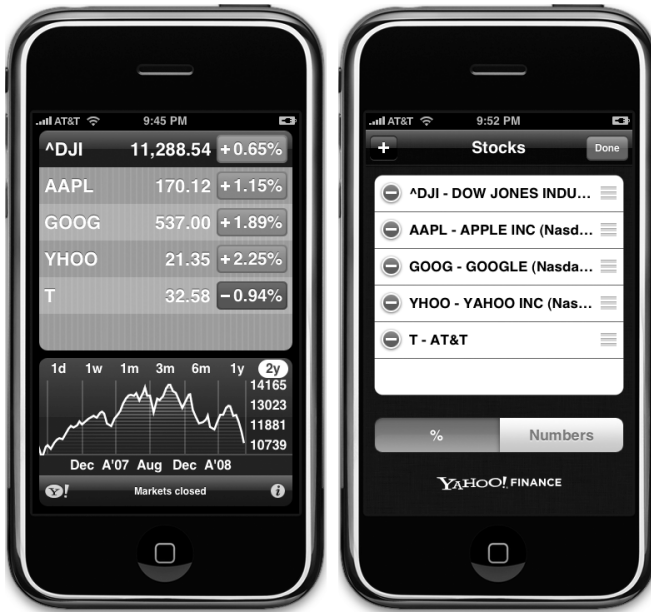 AT&T 9:45 PM
^DJI 11,288.54 +0.65%
AAPL 170.12 +1.15%
GOOG 537.00 +1.89%
YHOO 21.35 +2.25%
T 32.58 -0.94%
1d 1w 1m 3m 6m 1y 2y
14165
13023
11881
10739
Dec A'07 Aug Dec A'08
Y! Markets closed i
AT&T 9:52 PM
+ Stocks Done
^DJI - DOW JONES INDU...
AAPL - APPLE INC (Nasd...
GOOG - GOOGLE (Nasda...
YHOO - YAHOO INC (Nas...
T - AT&T
% Numbers
YAHOO! FINANCE